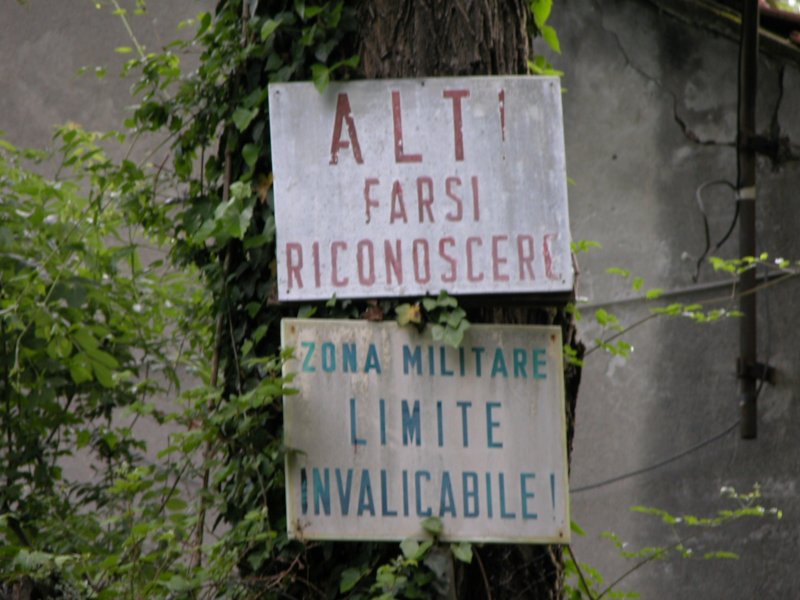 ALT!
FARSI
RICONOSCERE
ZONA MILITARE
LIMITE
INVALICABILE!